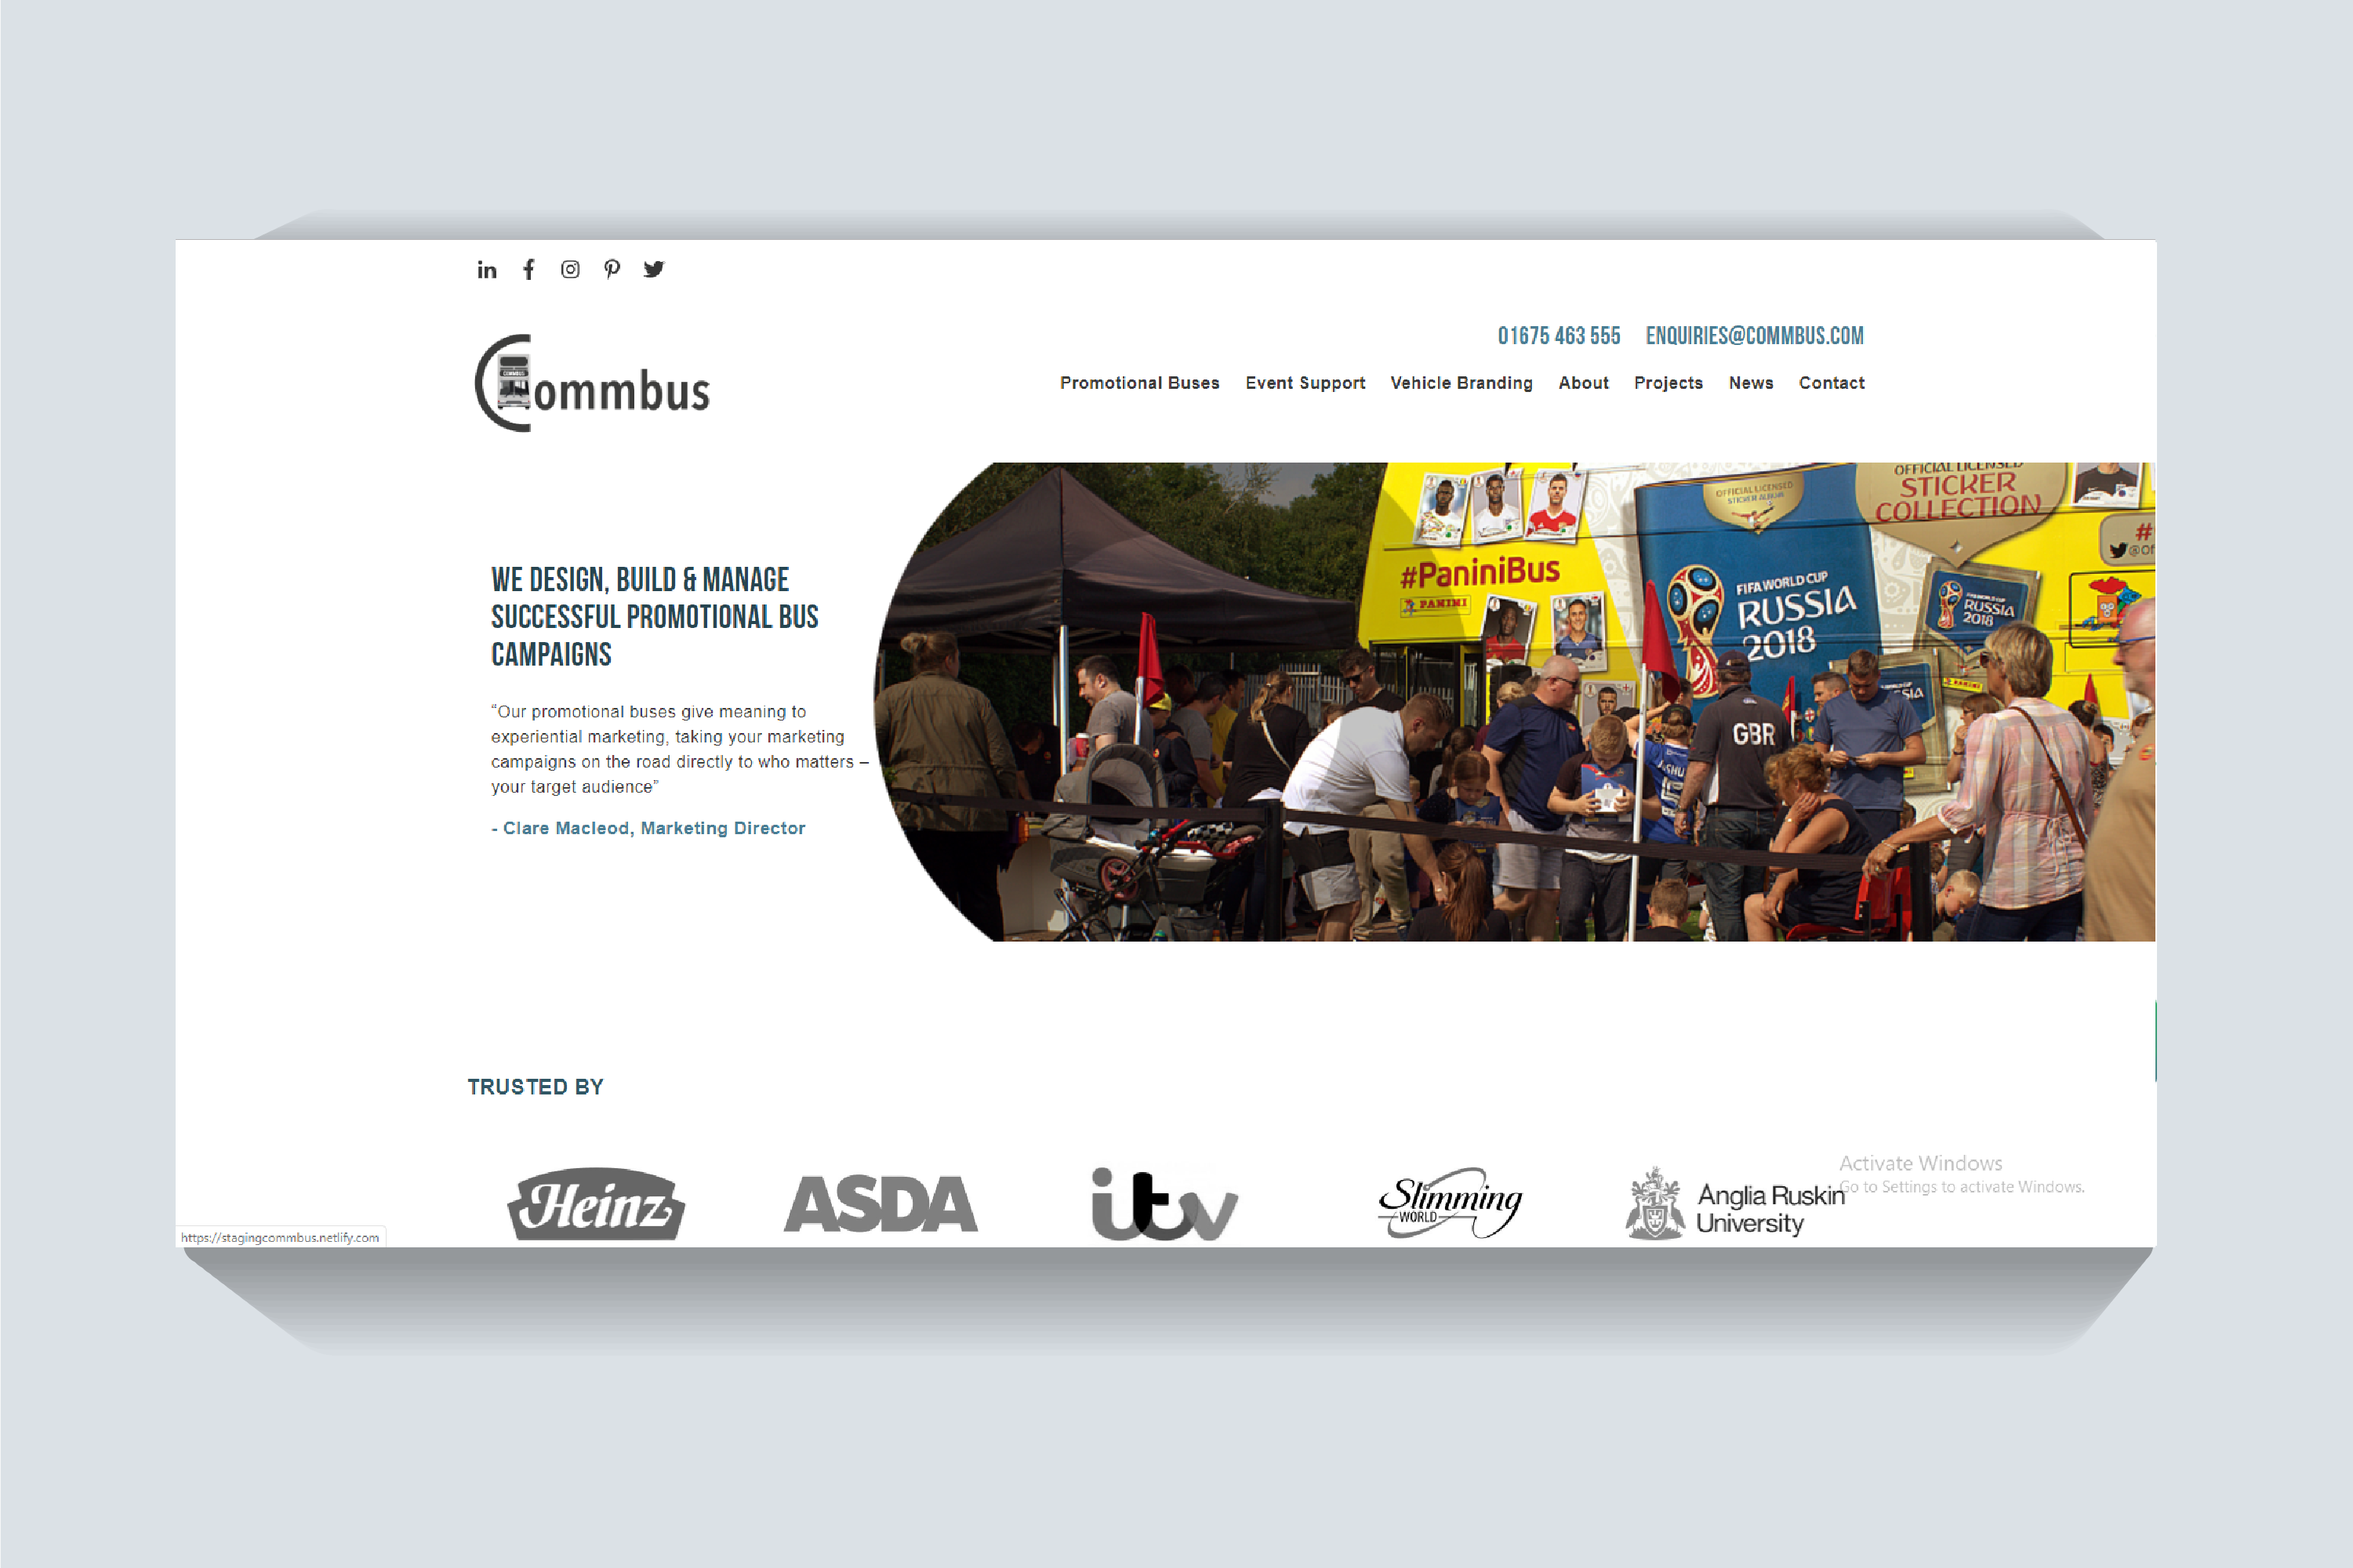 in
01675 463 555 ENQUIRIES@COMMBUS.COM
Commbus
COMMBUS
Promotional Buses Event Support Vehicle Branding About Projects News Contact
OFFICIAL LICENSED
STICKER
COLLECTION
OFFICIAL LICENSED
STICKER ALBUM
#
@Of
#PaniniBus
PANINI
FIFA WORLD CUP
RUSSIA
2018
RUSSIA
2018
SIA
PANINI
GBR
WE DESIGN, BUILD & MANAGE
SUCCESSFUL PROMOTIONAL BUS
CAMPAIGNS
“Our promotional buses give meaning to
experiential marketing, taking your marketing
campaigns on the road directly to who matters –
your target audience”
- Clare Macleod, Marketing Director
TRUSTED BY
Heinz
ASDA
itv
Slimming
WORLD
Anglia Ruskin
University
Activate Windows
Go to Settings to activate Windows.
https://stagingcommbus.netlify.com